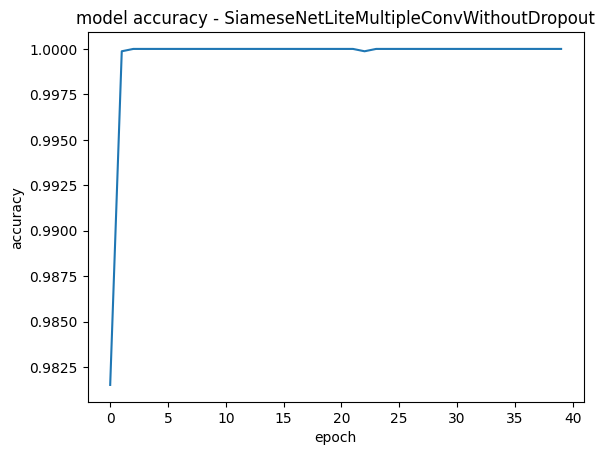 model accuracy - SiameseNetLiteMultipleConvWithoutDropout
1.0000
0.9975
0.9950
0.9925
0.9900
0.9875
0.9850
0.9825
accuracy
0 5 10 15 20 25 30 35 40
epoch